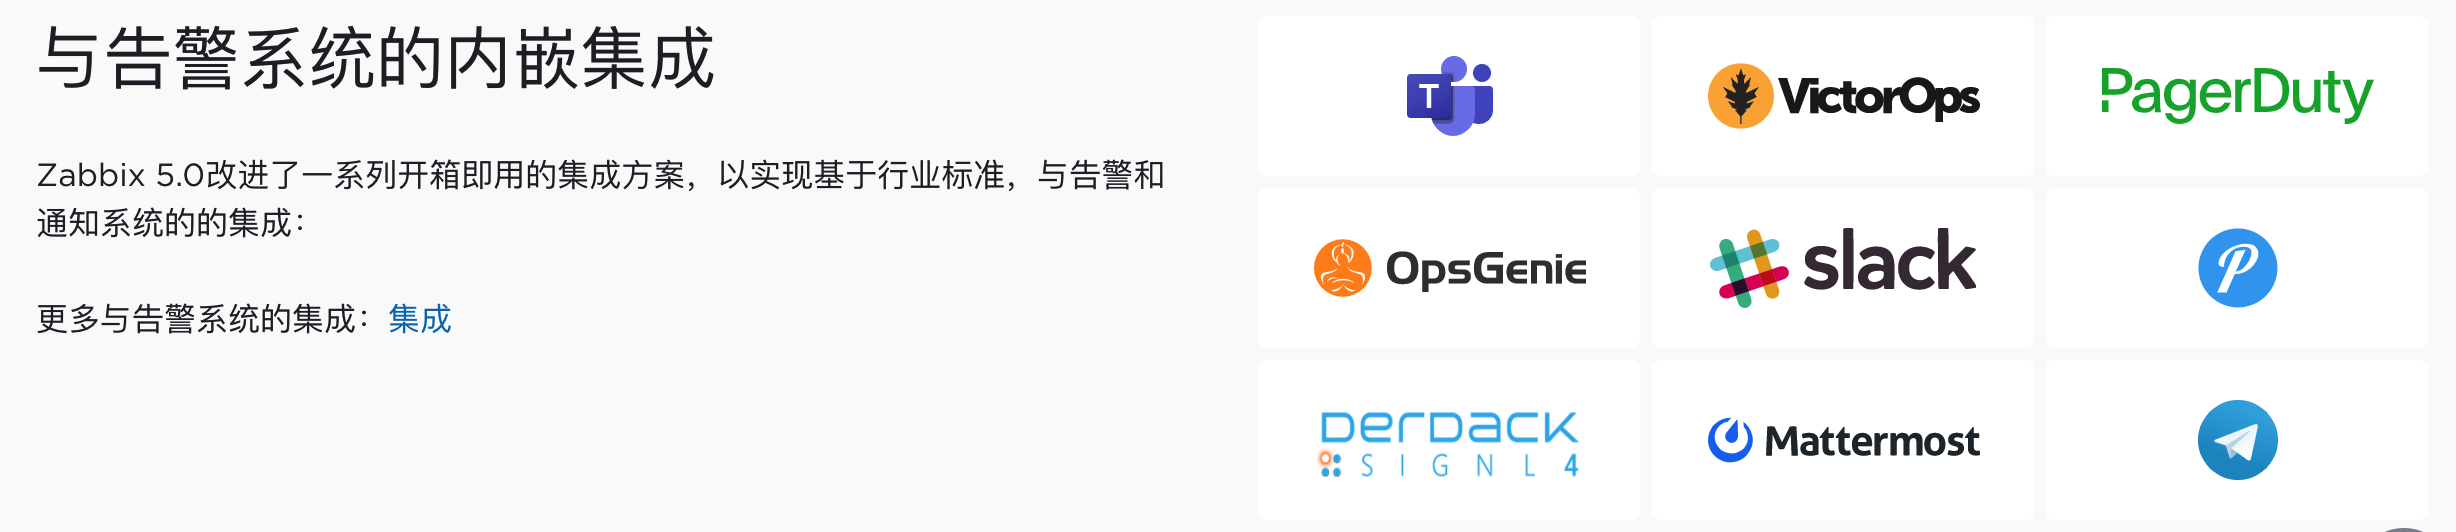 与告警系统的内嵌集成
Zabbix 5.0改进了一系列开箱即用的集成方案，以实现基于行业标准，与告警和
通知系统的的集成：
更多与告警系统的集成：集成
T
VictorOps
PagerDuty
OpsGenie
slack
P
DERDACK
SIGNL4
Mattermost